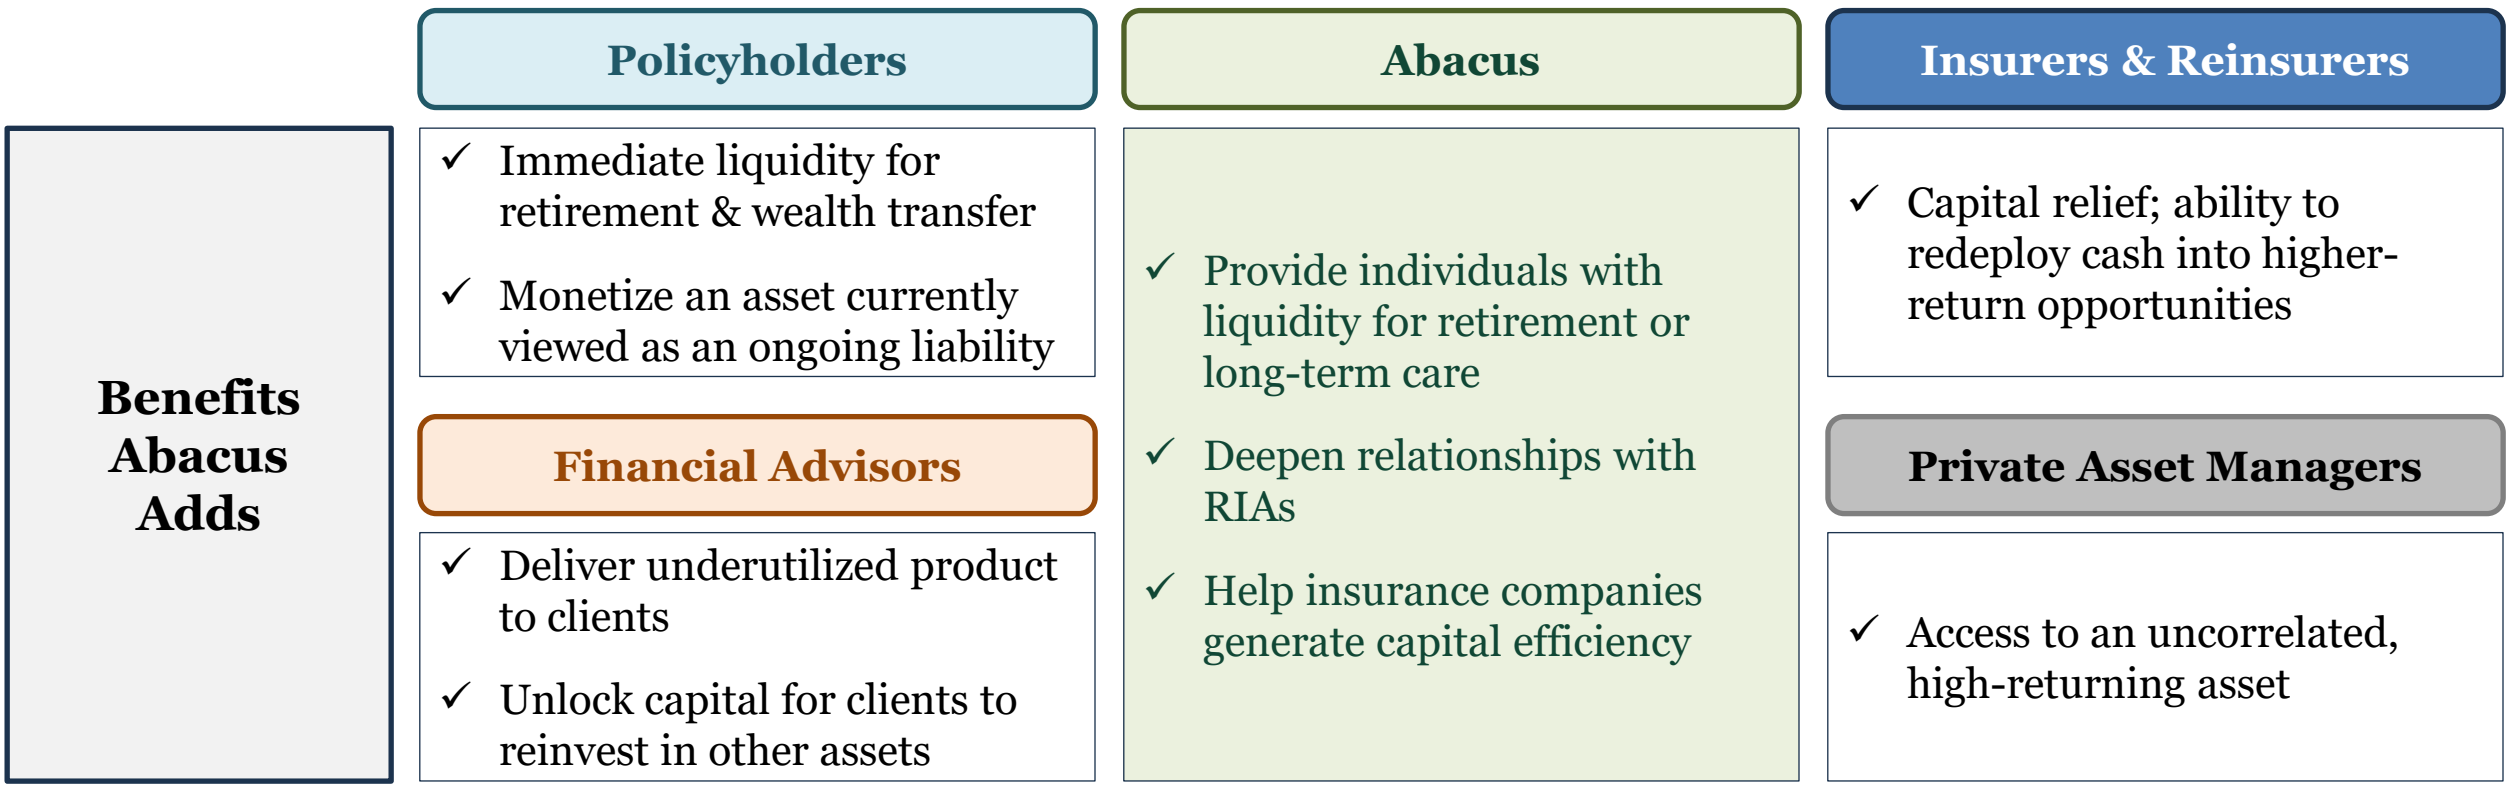 Benefits
Abacus
Adds
Policyholders
✓ Immediate liquidity for
retirement & wealth transfer
✓ Monetize an asset currently
viewed as an ongoing liability
Financial Advisors
✓ Deliver underutilized product
to clients
✓ Unlock capital for clients to
reinvest in other assets
Abacus
✓ Provide individuals with
liquidity for retirement or
long-term care
✓ Deepen relationships with
RIAs
✓ Help insurance companies
generate capital efficiency
Insurers & Reinsurers
✓ Capital relief; ability to
redeploy cash into higher-
return opportunities
Private Asset Managers
✓ Access to an uncorrelated,
high-returning asset